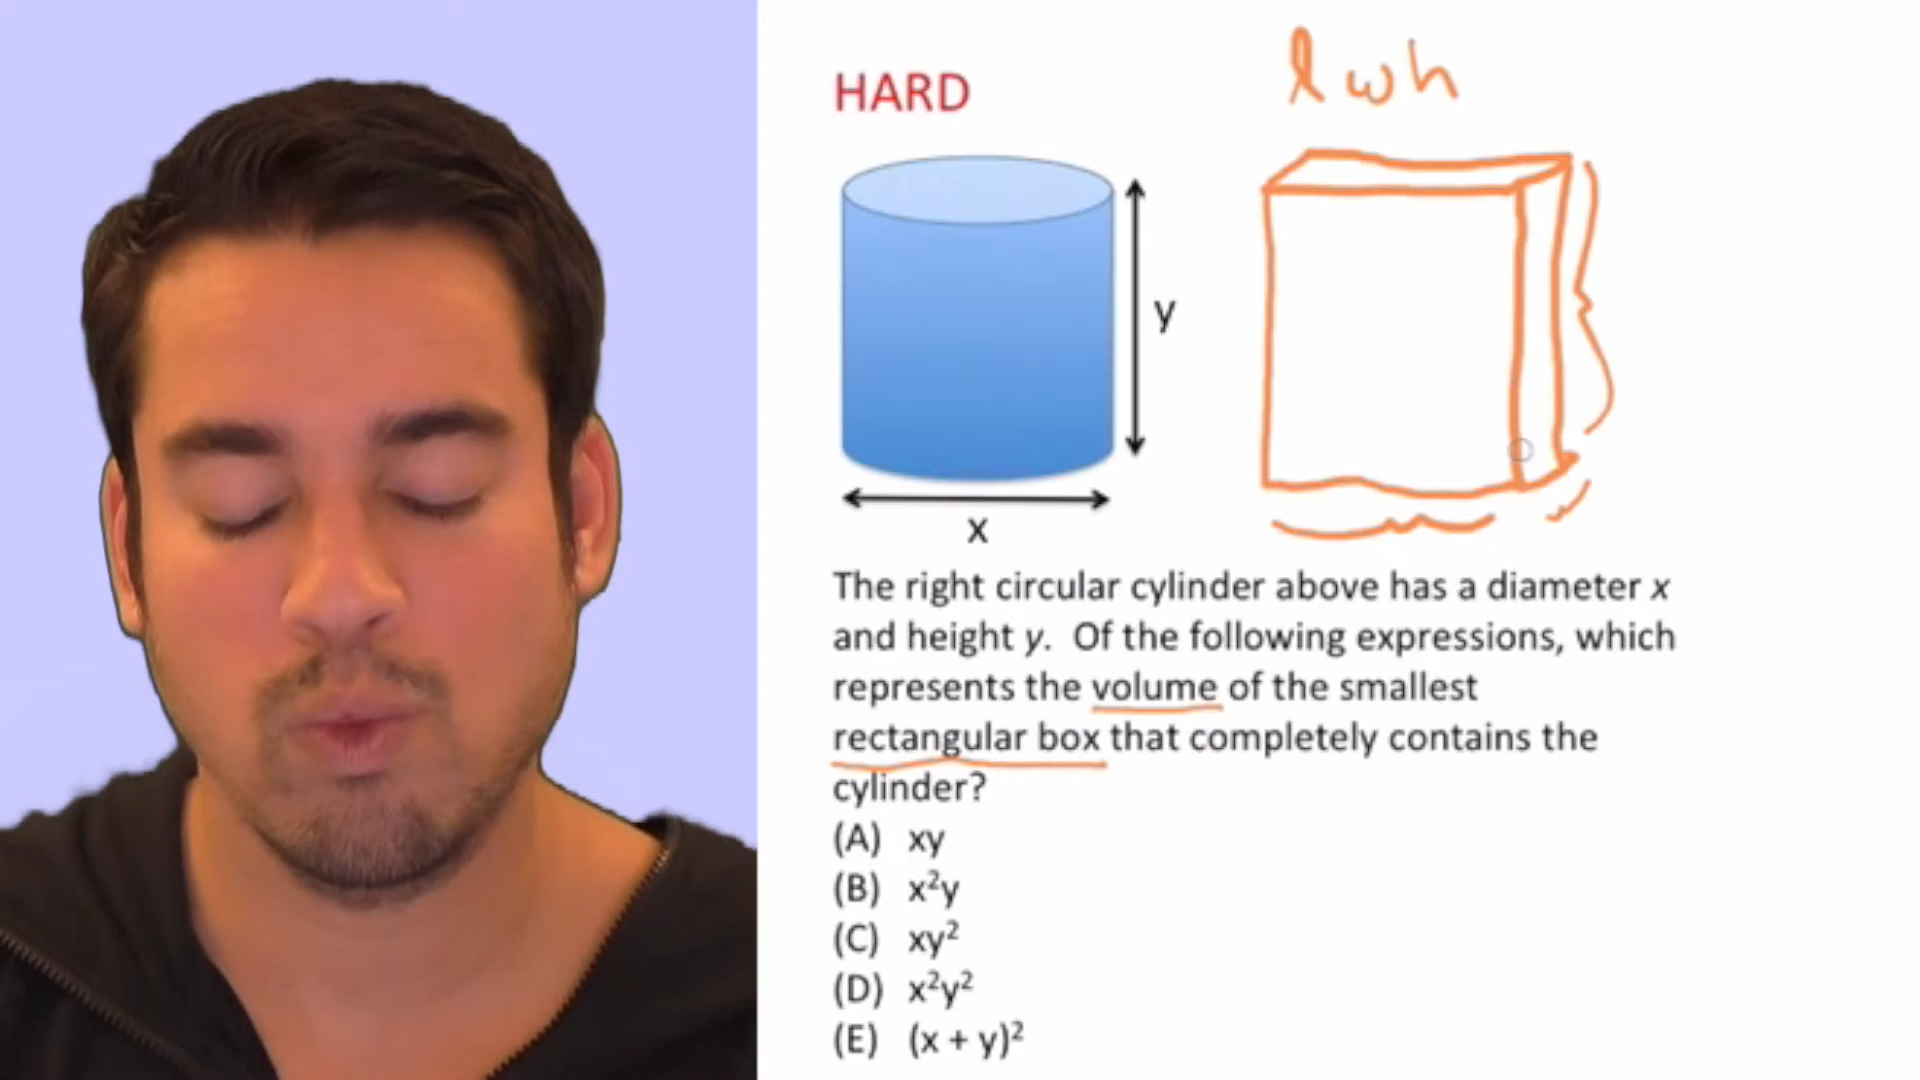 HARD
l w h
y
x
The right circular cylinder above has a diameter x
and height y. Of the following expressions, which
represents the volume of the smallest
rectangular box that completely contains the
cylinder?
(A) xy
(B) x²y
(C) xy²
(D) x²y²
(E) (x + y)²